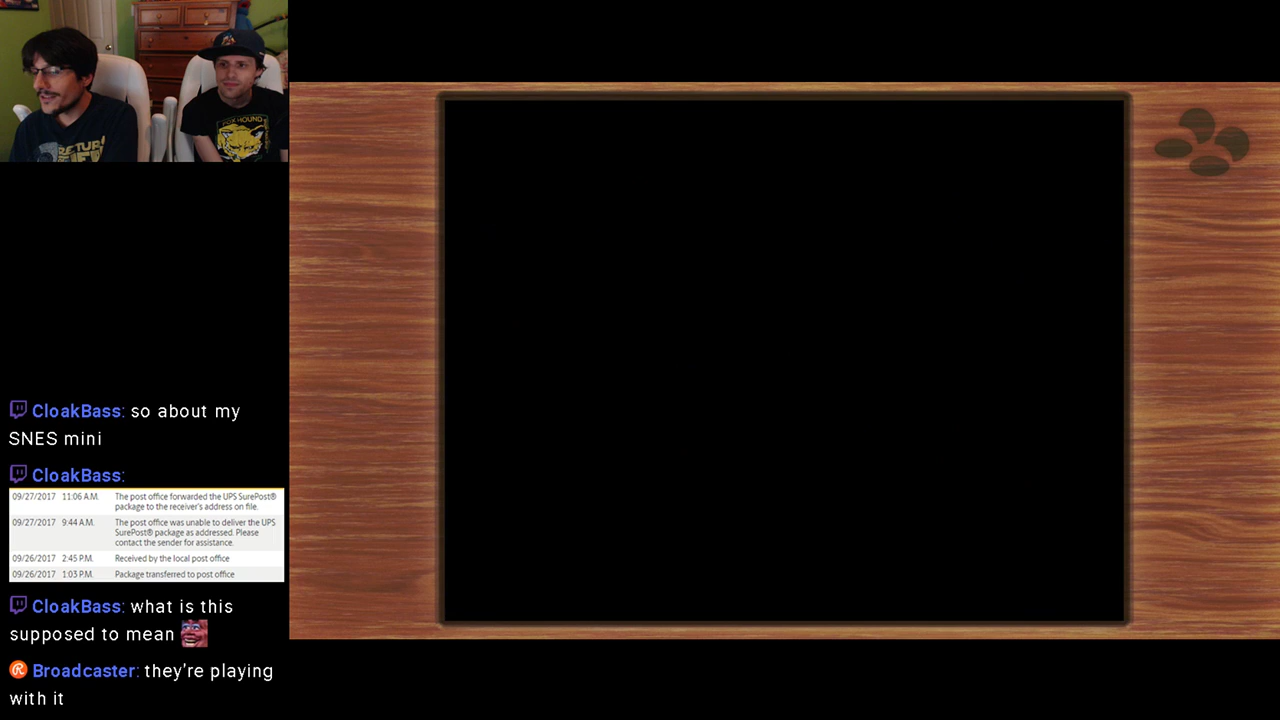 RETURN
FOXHOUND
CloakBass: so about my
SNES mini
CloakBass:
09/27/2017 11:06 A.M. The post office forwarded the UPS SurePost®
package to the receiver's address on file.
09/27/2017 9:44 A.M. The post office was unable to deliver the UPS
SurePost® package as addressed. Please
contact the sender for assistance.
09/26/2017 2:45 P.M. Received by the local post office
09/26/2017 1:03 P.M. Package transferred to post office
CloakBass: what is this
supposed to mean
Broadcaster: they're playing
with it